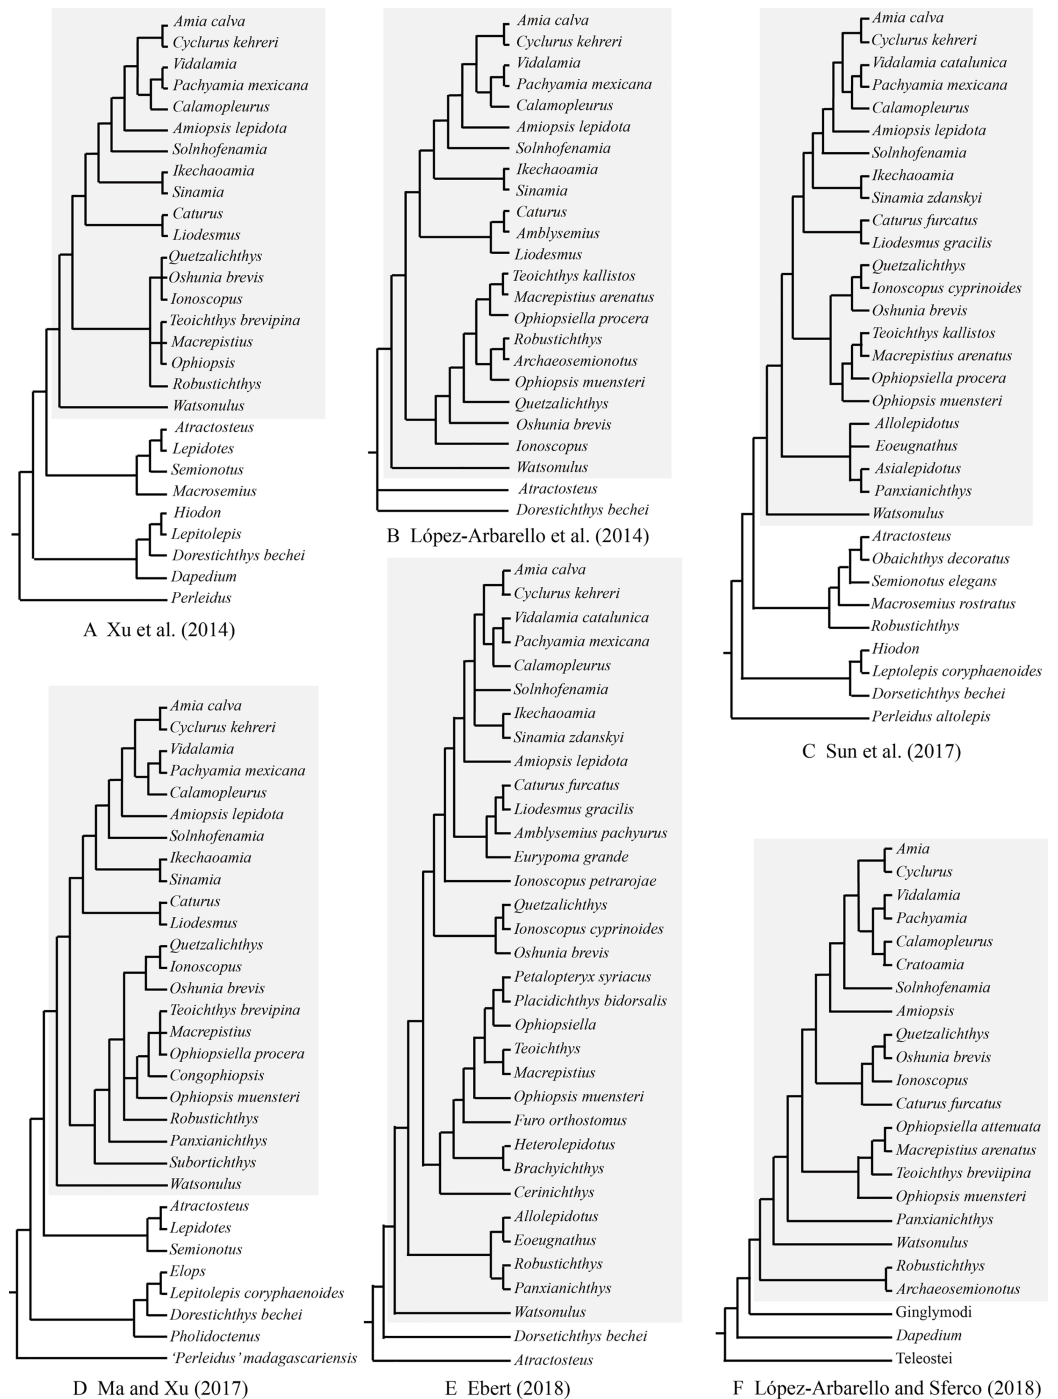 Amia calva
Cyclurus kehreri
Vidalamia
Pachyamia mexicana
Calamopleurus
Amiopsis lepidota
Solnhofenamia
Ikechaoamia
Sinamia
Caturus
Liodesmus
Quetzalichthys
Oshunia brevis
Ionoscopus
Teoichthys brevipina
Macrepistius
Ophiopsis
Robustichthys
Watsonulus
Atractosteus
Lepidotes
Semionotus
Macrosemius
Hiodon
Lepitolepis
Dorestichthys bechei
Dapedium
Perleidus
A Xu et al. (2014)
Amia calva
Cyclurus kehreri
Vidalamia
Pachyamia mexicana
Calamopleurus
Amiopsis lepidota
Solnhofenamia
Ikechaoamia
Sinamia
Caturus
Amblysemius
Liodesmus
Teoichthys kallistos
Macrepistius arenatus
Ophiopsiella procera
Robustichthys
Archaeosemionotus
Ophiopsis muensteri
Quetzalichthys
Oshunia brevis
Ionoscopus
Watsonulus
Atractosteus
Dorestichthys bechei
B López-Arbarello et al. (2014)
Amia calva
Cyclurus kehreri
Vidalamia catalunica
Pachyamia mexicana
Calamopleurus
Amiopsis lepidota
Solnhofenamia
Ikechaoamia
Sinamia zdanskyi
Caturus furcatus
Liodesmus gracilis
Quetzalichthys
Ionoscopus cyprinoides
Oshunia brevis
Teoichthys kallistos
Macrepistius arenatus
Ophiopsiella procera
Ophiopsis muensteri
Allolepidotus
Eoeugnathus
Asialepidotus
Panxianichthys
Watsonulus
Atractosteus
Obaichthys decoratus
Semionotus elegans
Macrosemius rostratus
Robustichthys
Hiodon
Leptolepis coryphaenoides
Dorsetichthys bechei
Perleidus altolepis
C Sun et al. (2017)
Amia calva
Cyclurus kehreri
Vidalamia
Pachyamia mexicana
Calamopleurus
Amiopsis lepidota
Solnhofenamia
Ikechaoamia
Sinamia
Caturus
Liodesmus
Quetzalichthys
Ionoscopus
Oshunia brevis
Teoichthys brevipina
Macrepistius
Ophiopsiella procera
Congophiopsis
Ophiopsis muensteri
Robustichthys
Panxianichthys
Subortichthys
Watsonulus
Atractosteus
Lepidotes
Semionotus
Elops
Lepitolepis coryphaenoides
Dorestichthys bechei
Pholidoctenus
‘Perleidus’ madagascariensis
D Ma and Xu (2017)
Amia calva
Cyclurus kehreri
Vidalamia catalunica
Pachyamia mexicana
Calamopleurus
Solnhofenamia
Ikechaoamia
Sinamia zdanskyi
Amiopsis lepidota
Caturus furcatus
Liodesmus gracilis
Amblysemius pachyurus
Eurypoma grande
Ionoscopus petrarojae
Quetzalichthys
Ionoscopus cyprinoides
Oshunia brevis
Petalopteryx syriacus
Placidichthys bidorsalis
Ophiopsiella
Teoichthys
Macrepistius
Ophiopsis muensteri
Furo orthostomus
Heterolepidotus
Brachyichthys
Cerinichthys
Allolepidotus
Eoeugnathus
Robustichthys
Panxianichthys
Watsonulus
Dorsetichthys bechei
Atractosteus
E Ebert (2018)
Amia
Cyclurus
Vidalamia
Pachyamia
Calamopleurus
Cratoamia
Solnhofenamia
Amiopsis
Quetzalichthys
Oshunia brevis
Ionoscopus
Caturus furcatus
Ophiopsiella attenuata
Macrepistius arenatus
Teoichthys breviipina
Ophiopsis muensteri
Panxianichthys
Watsonulus
Robustichthys
Archaeosemionotus
Ginglymodi
Dapedium
Teleostei
F López-Arbarello and Sferco (2018)